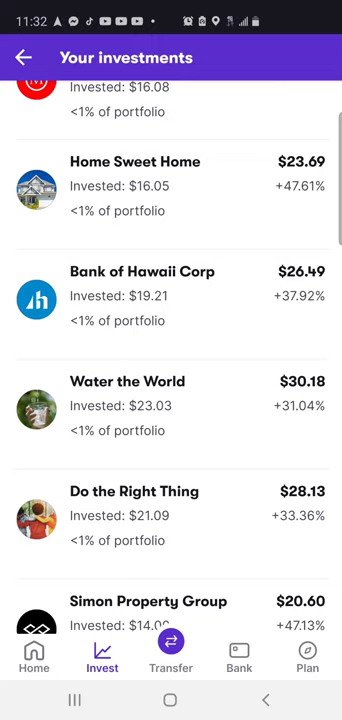 11:32
Your investments
Invested: $16.08
<1% of portfolio
Home Sweet Home $23.69
Invested: $16.05 +47.61%
<1% of portfolio
Bank of Hawaii Corp $26.49
Invested: $19.21 +37.92%
<1% of portfolio
Water the World $30.18
Invested: $23.03 +31.04%
<1% of portfolio
Do the Right Thing $28.13
Invested: $21.09 +33.36%
<1% of portfolio
Simon Property Group $20.60
Invested: +47.13%
Home Invest Transfer Bank Plan